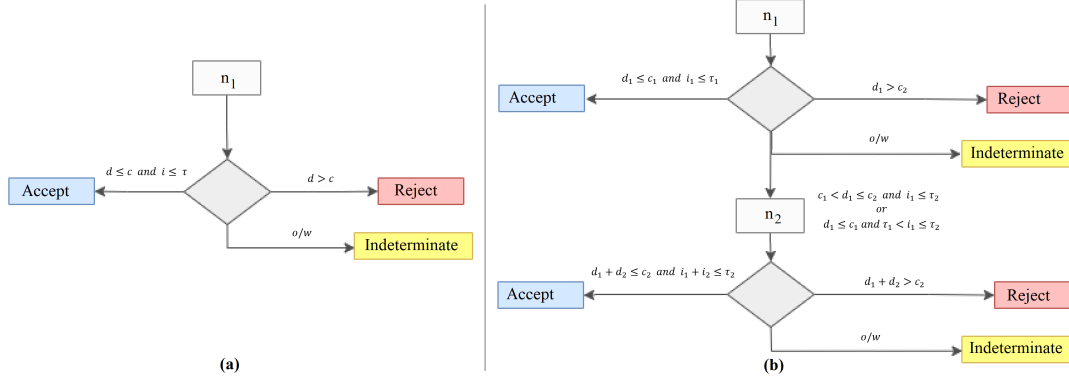 n₁
d ≤ c and i ≤ τ
d > c
Accept
Reject
o/w
Indeterminate
(a)
n₁
d₁ ≤ c₁ and i₁ ≤ τ₁
d₁ > c₂
Accept
Reject
o/w
Indeterminate
c₁ < d₁ ≤ c₂ and i₁ ≤ τ₂
or
d₁ ≤ c₁ and τ₁ < i₁ ≤ τ₂
n₂
d₁ + d₂ ≤ c₂ and i₁ + i₂ ≤ τ₂
d₁ + d₂ > c₂
Accept
Reject
o/w
Indeterminate
(b)